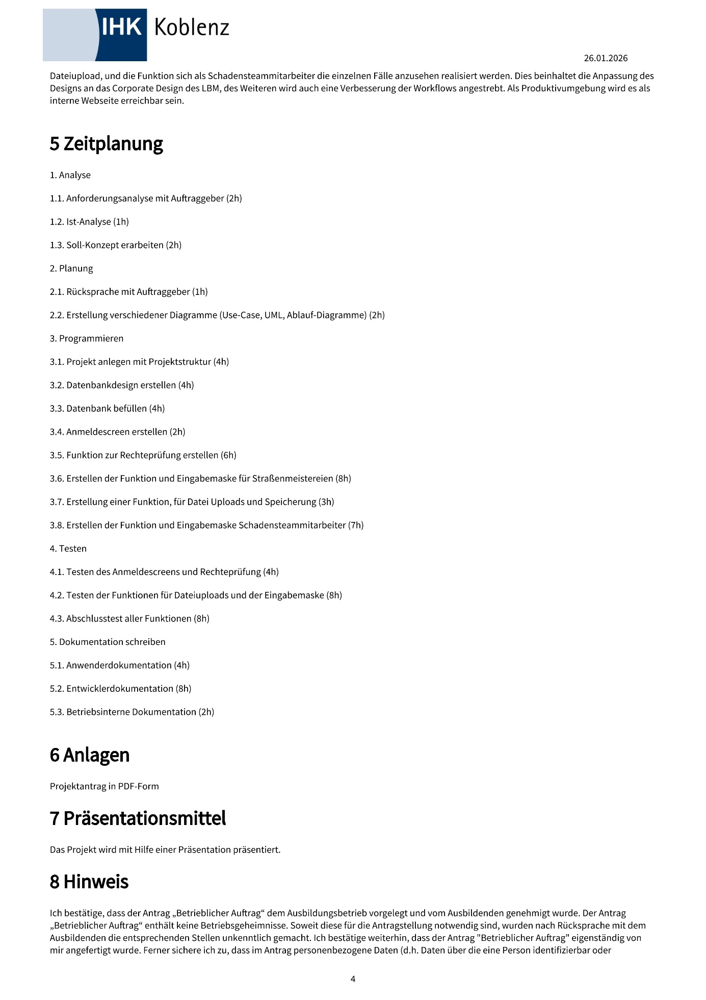 IHK Koblenz
26.01.2026
Dateiupload, und die Funktion sich als Schadensteammitarbeiter die einzelnen Fälle anzusehen realisiert werden. Dies beinhaltet die Anpassung des
Designs an das Corporate Design des LBM, des Weiteren wird auch eine Verbesserung der Workflows angestrebt. Als Produktivumgebung wird es als
interne Webseite erreichbar sein.
5 Zeitplanung
1. Analyse
1.1. Anforderungsanalyse mit Auftraggeber (2h)
1.2. Ist-Analyse (1h)
1.3. Soll-Konzept erarbeiten (2h)
2. Planung
2.1. Rücksprache mit Auftraggeber (1h)
2.2. Erstellung verschiedener Diagramme (Use-Case, UML, Ablauf-Diagramme) (2h)
3. Programmieren
3.1. Projekt anlegen mit Projektstruktur (4h)
3.2. Datenbankdesign erstellen (4h)
3.3. Datenbank befüllen (4h)
3.4. Anmeldescreen erstellen (2h)
3.5. Funktion zur Rechteprüfung erstellen (6h)
3.6. Erstellen der Funktion und Eingabemaske für Straßenmeistereien (8h)
3.7. Erstellung einer Funktion, für Datei Uploads und Speicherung (3h)
3.8. Erstellen der Funktion und Eingabemaske Schadensteammitarbeiter (7h)
4. Testen
4.1. Testen des Anmeldescreens und Rechteprüfung (4h)
4.2. Testen der Funktionen für Dateiuploads und der Eingabemaske (8h)
4.3. Abschlusstest aller Funktionen (8h)
5. Dokumentation schreiben
5.1. Anwenderdokumentation (4h)
5.2. Entwicklerdokumentation (8h)
5.3. Betriebsinterne Dokumentation (2h)
6 Anlagen
Projektantrag in PDF-Form
7 Präsentationsmittel
Das Projekt wird mit Hilfe einer Präsentation präsentiert.
8 Hinweis
Ich bestätige, dass der Antrag „Betrieblicher Auftrag“ dem Ausbildungsbetrieb vorgelegt und vom Ausbildenden genehmigt wurde. Der Antrag
„Betrieblicher Auftrag“ enthält keine Betriebsgeheimnisse. Soweit diese für die Antragstellung notwendig sind, wurden nach Rücksprache mit dem
Ausbildenden die entsprechenden Stellen unkenntlich gemacht. Ich bestätige weiterhin, dass der Antrag "Betrieblicher Auftrag" eigenständig von
mir angefertigt wurde. Ferner sichere ich zu, dass im Antrag personenbezogene Daten (d.h. Daten über die eine Person identifizierbar oder
4